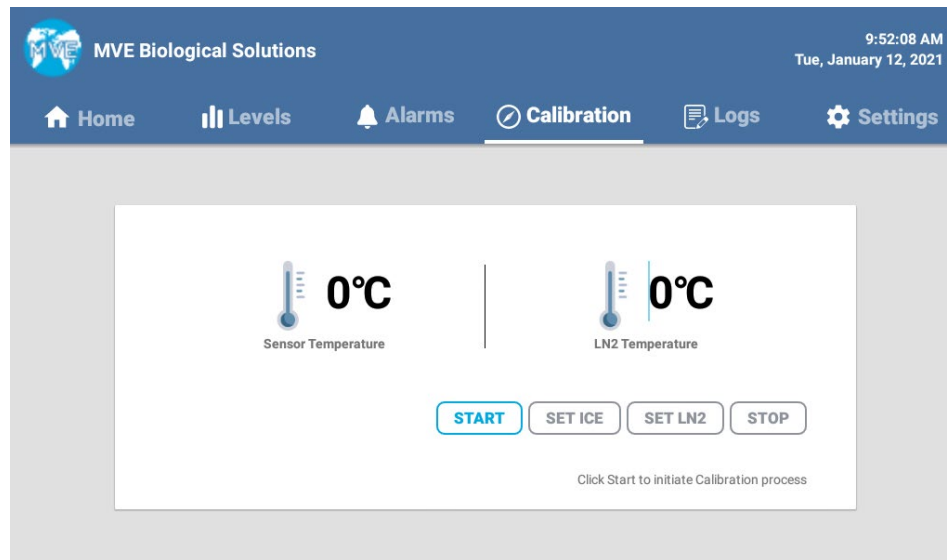 MVE
MVE Biological Solutions
9:52:08 AM
Tue, January 12, 2021
Home
Levels
Alarms
Calibration
Logs
Settings
0°C
Sensor Temperature
0°C
LN2 Temperature
START
SET ICE
SET LN2
STOP
Click Start to initiate Calibration process